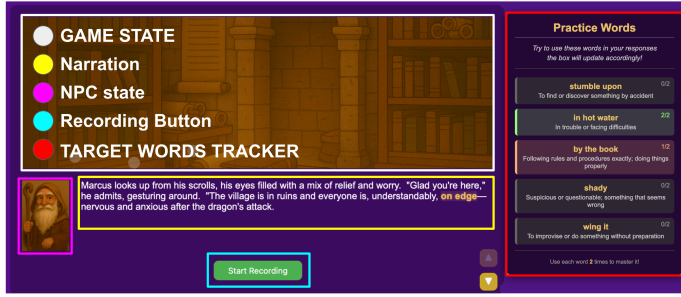 GAME STATE
Narration
NPC state
Recording Button
TARGET WORDS TRACKER
Marcus looks up from his scrolls, his eyes filled with a mix of relief and worry. "Glad you're here,"
he admits, gesturing around. "The village is in ruins and everyone is, understandably, on edge—
nervous and anxious after the dragon's attack.
Start Recording
Practice Words
Try to use these words in your responses
the box will update accordingly!
stumble upon 0/2
To find or discover something by accident
in hot water 2/2
In trouble or facing difficulties
by the book 1/2
Following rules and procedures exactly; doing things
properly
shady 0/2
Suspicious or questionable; something that seems
wrong
wing it 0/2
To improvise or do something without preparation
Use each word 2 times to master it!